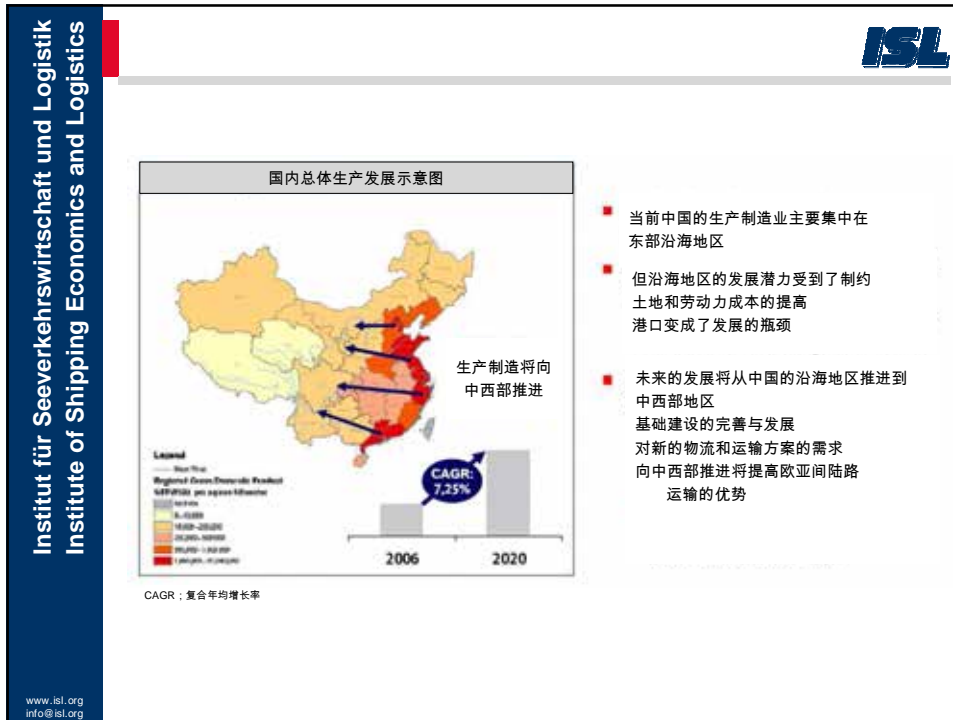 Institut für Seeverkehrswirtschaft und Logistik
Institute of Shipping Economics and Logistics
ISL
国内总体生产发展示意图
生产制造将向
中西部推进
Legend
CAGR:
7,25%
2006
2020
CAGR；复合年均增长率
当前中国的生产制造业主要集中在
东部沿海地区
但沿海地区的发展潜力受到了制约
土地和劳动力成本的提高
港口变成了发展的瓶颈
未来的发展将从中国的沿海地区推进到
中西部地区
基础建设的完善与发展
对新的物流和运输方案的需求
向中西部推进将提高欧亚间陆路
运输的优势
www.isl.org
info@isl.org